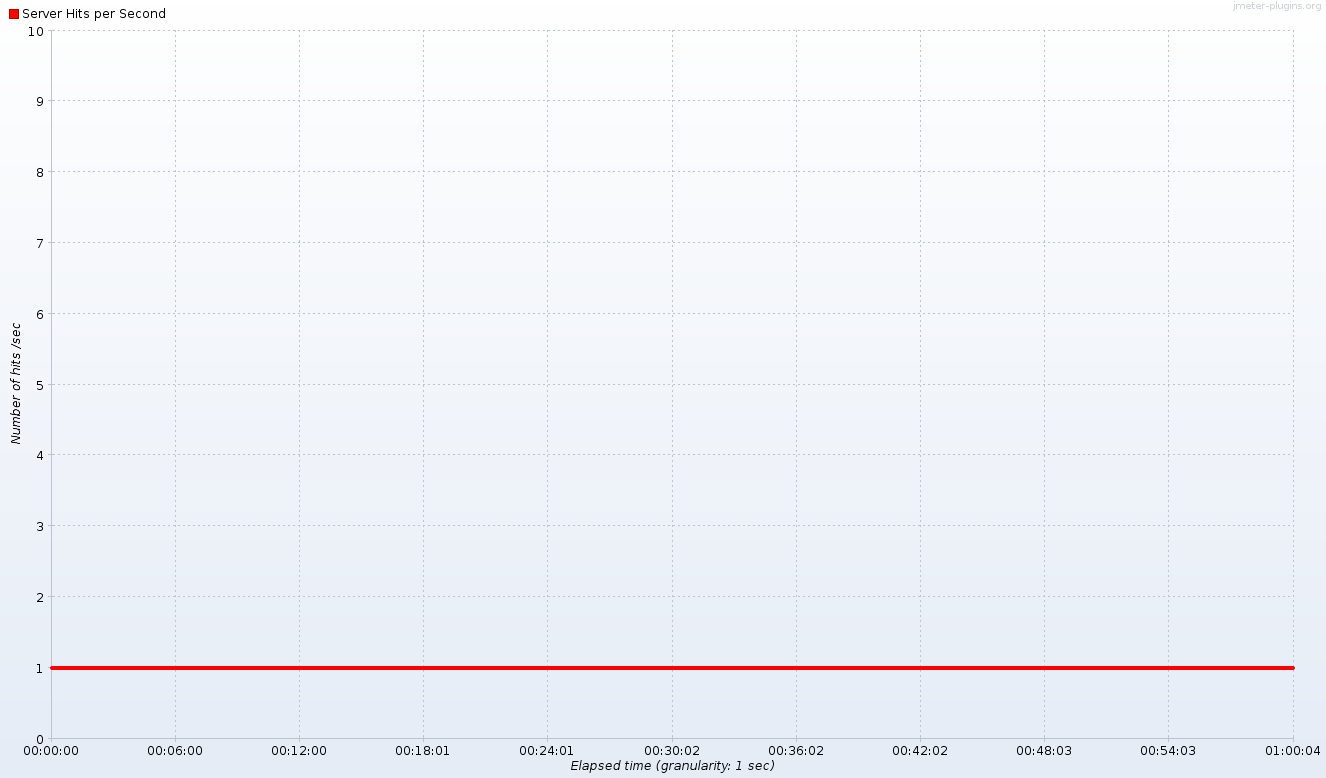 Server Hits per Second
jmeter-plugins.org
10
9
8
7
6
5
4
3
2
1
0
Number of hits /sec
00:00:00 00:06:00 00:12:00 00:18:01 00:24:01 00:30:02 00:36:02 00:42:02 00:48:03 00:54:03 01:00:04
Elapsed time (granularity: 1 sec)